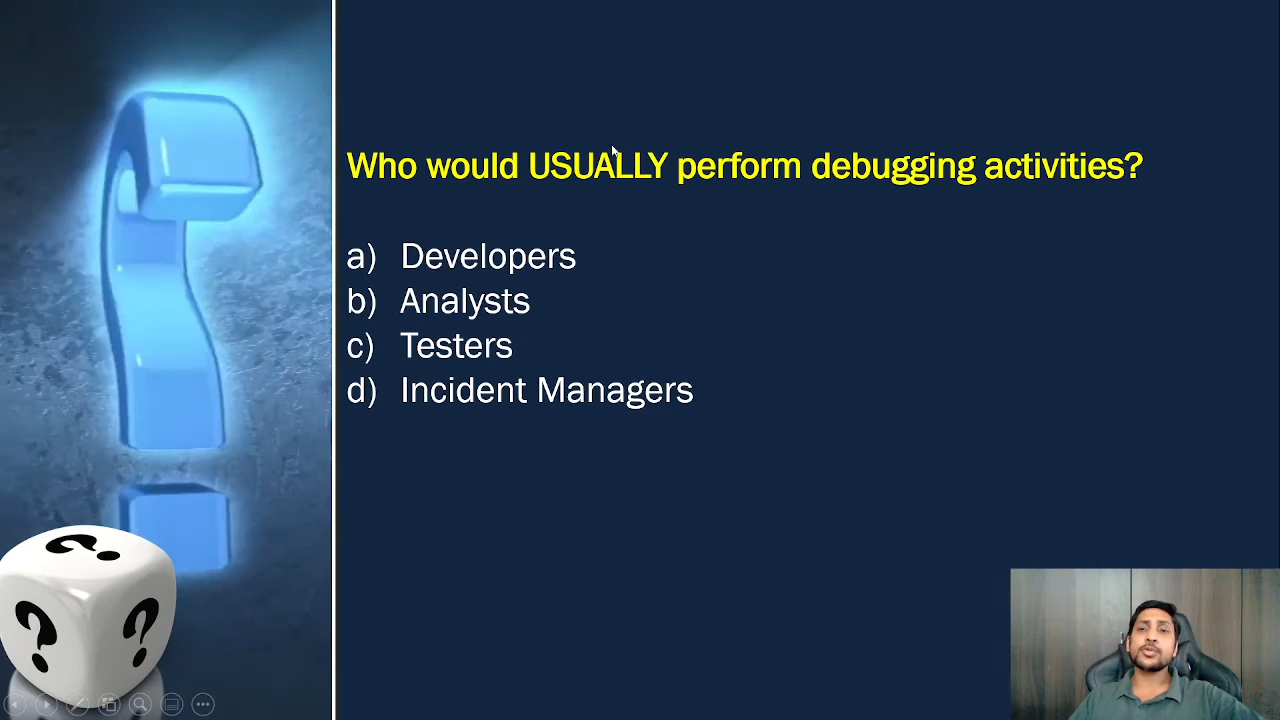 Who would USUALLY perform debugging activities?
a) Developers
b) Analysts
c) Testers
d) Incident Managers